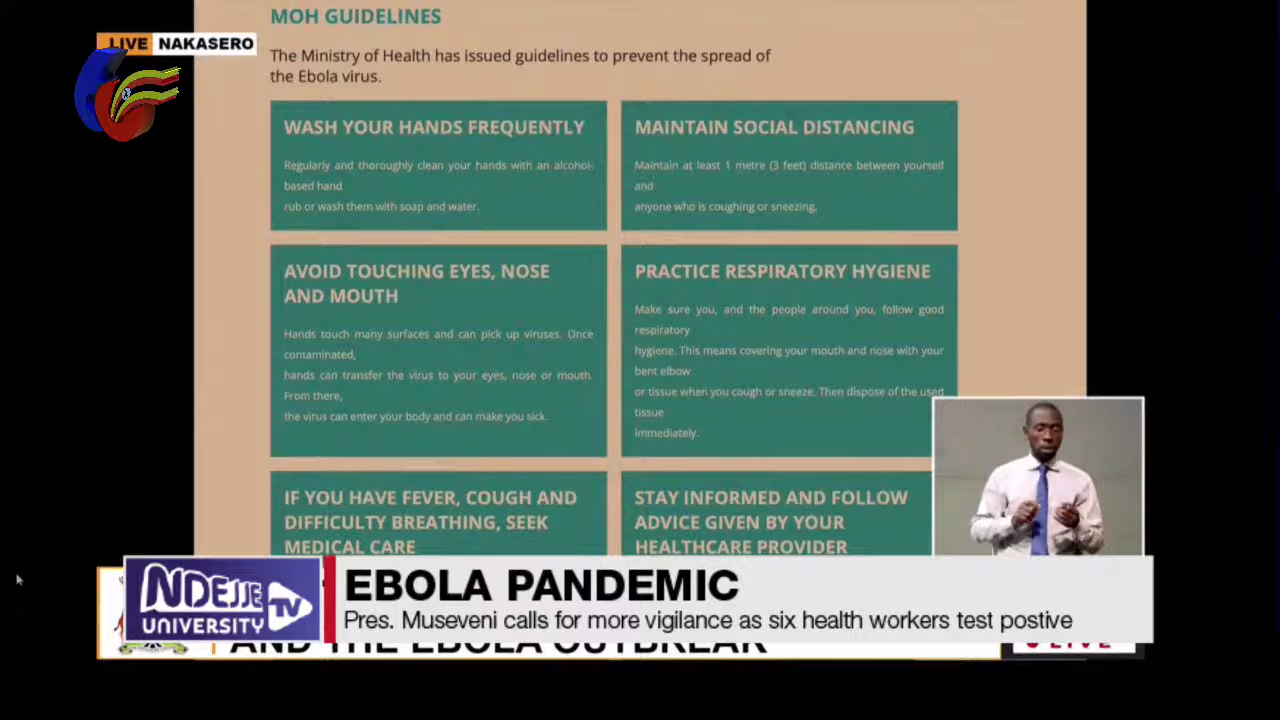 MOH GUIDELINES
LIVE NAKASERO
The Ministry of Health has issued guidelines to prevent the spread of
the Ebola virus.
WASH YOUR HANDS FREQUENTLY
Regularly and thoroughly clean your hands with an alcohol-
based hand
rub or wash them with soap and water.
MAINTAIN SOCIAL DISTANCING
Maintain at least 1 metre (3 feet) distance between yourself
and
anyone who is coughing or sneezing.
AVOID TOUCHING EYES, NOSE
AND MOUTH
Hands touch many surfaces and can pick up viruses. Once
contaminated,
hands can transfer the virus to your eyes, nose or mouth.
From there,
the virus can enter your body and can make you sick.
PRACTICE RESPIRATORY HYGIENE
Make sure you, and the people around you, follow good
respiratory
hygiene. This means covering your mouth and nose with your
bent elbow
or tissue when you cough or sneeze. Then dispose of the used
tissue
immediately.
IF YOU HAVE FEVER, COUGH AND
DIFFICULTY BREATHING, SEEK
MEDICAL CARE
STAY INFORMED AND FOLLOW
ADVICE GIVEN BY YOUR
HEALTHCARE PROVIDER
NDEJJE
UNIVERSITY
TV
EBOLA PANDEMIC
Pres. Museveni calls for more vigilance as six health workers test postive
AND THE EBOLA OUTBREAK
LIVE